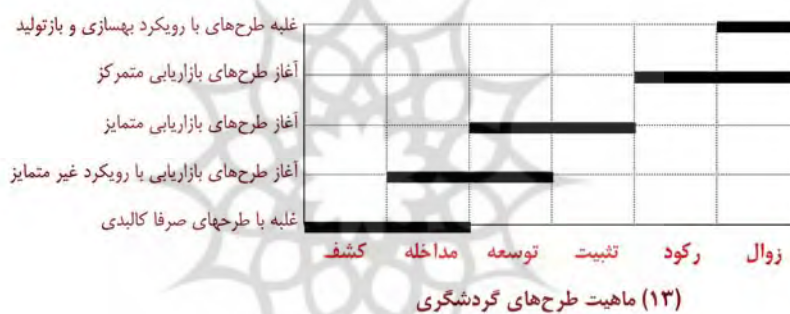 غلبه طرح‌های با رویکرد بهسازی و بازتولید
آغاز طرح‌های بازاریابی متمرکز
آغاز طرح‌های بازاریابی متمایز
آغاز طرح‌های بازاریابی با رویکرد غیر متمایز
غلبه با طرحهای صرفا کالبدی
کشف مداخله توسعه تثبیت رکود زوال
(۱۳) ماهیت طرح‌های گردشگری